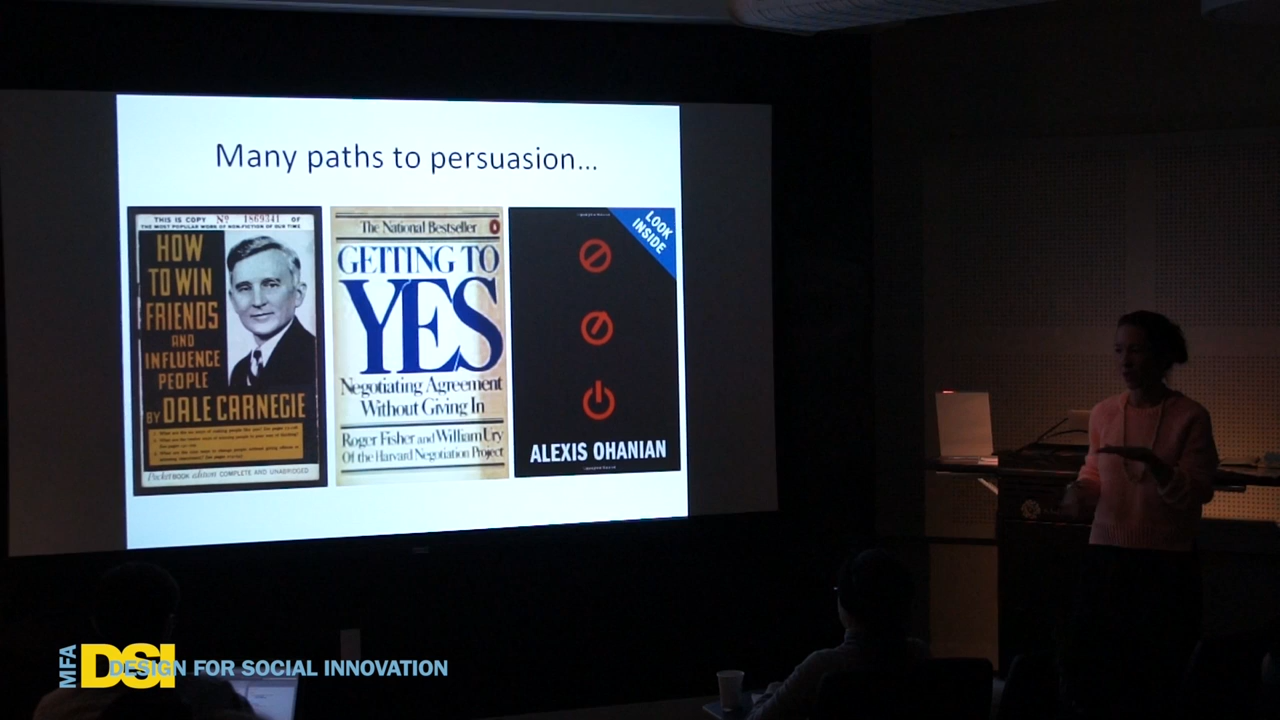 Many paths to persuasion...
THIS IS COPY Nº 1869341 OF
THE MOST POPULAR WORK OF NON-FICTION OF OUR TIME
HOW
TO WIN
FRIENDS
AND
INFLUENCE
PEOPLE
BY DALE CARNEGIE
POCKET BOOK edition COMPLETE AND UNABRIDGED
The National Bestseller
GETTING TO
YES
Negotiating Agreement
Without Giving In
Roger Fisher and William Ury
Of the Harvard Negotiation Project
LOOK
INSIDE
ALEXIS OHANIAN
MFA
DSI
DESIGN FOR SOCIAL INNOVATION